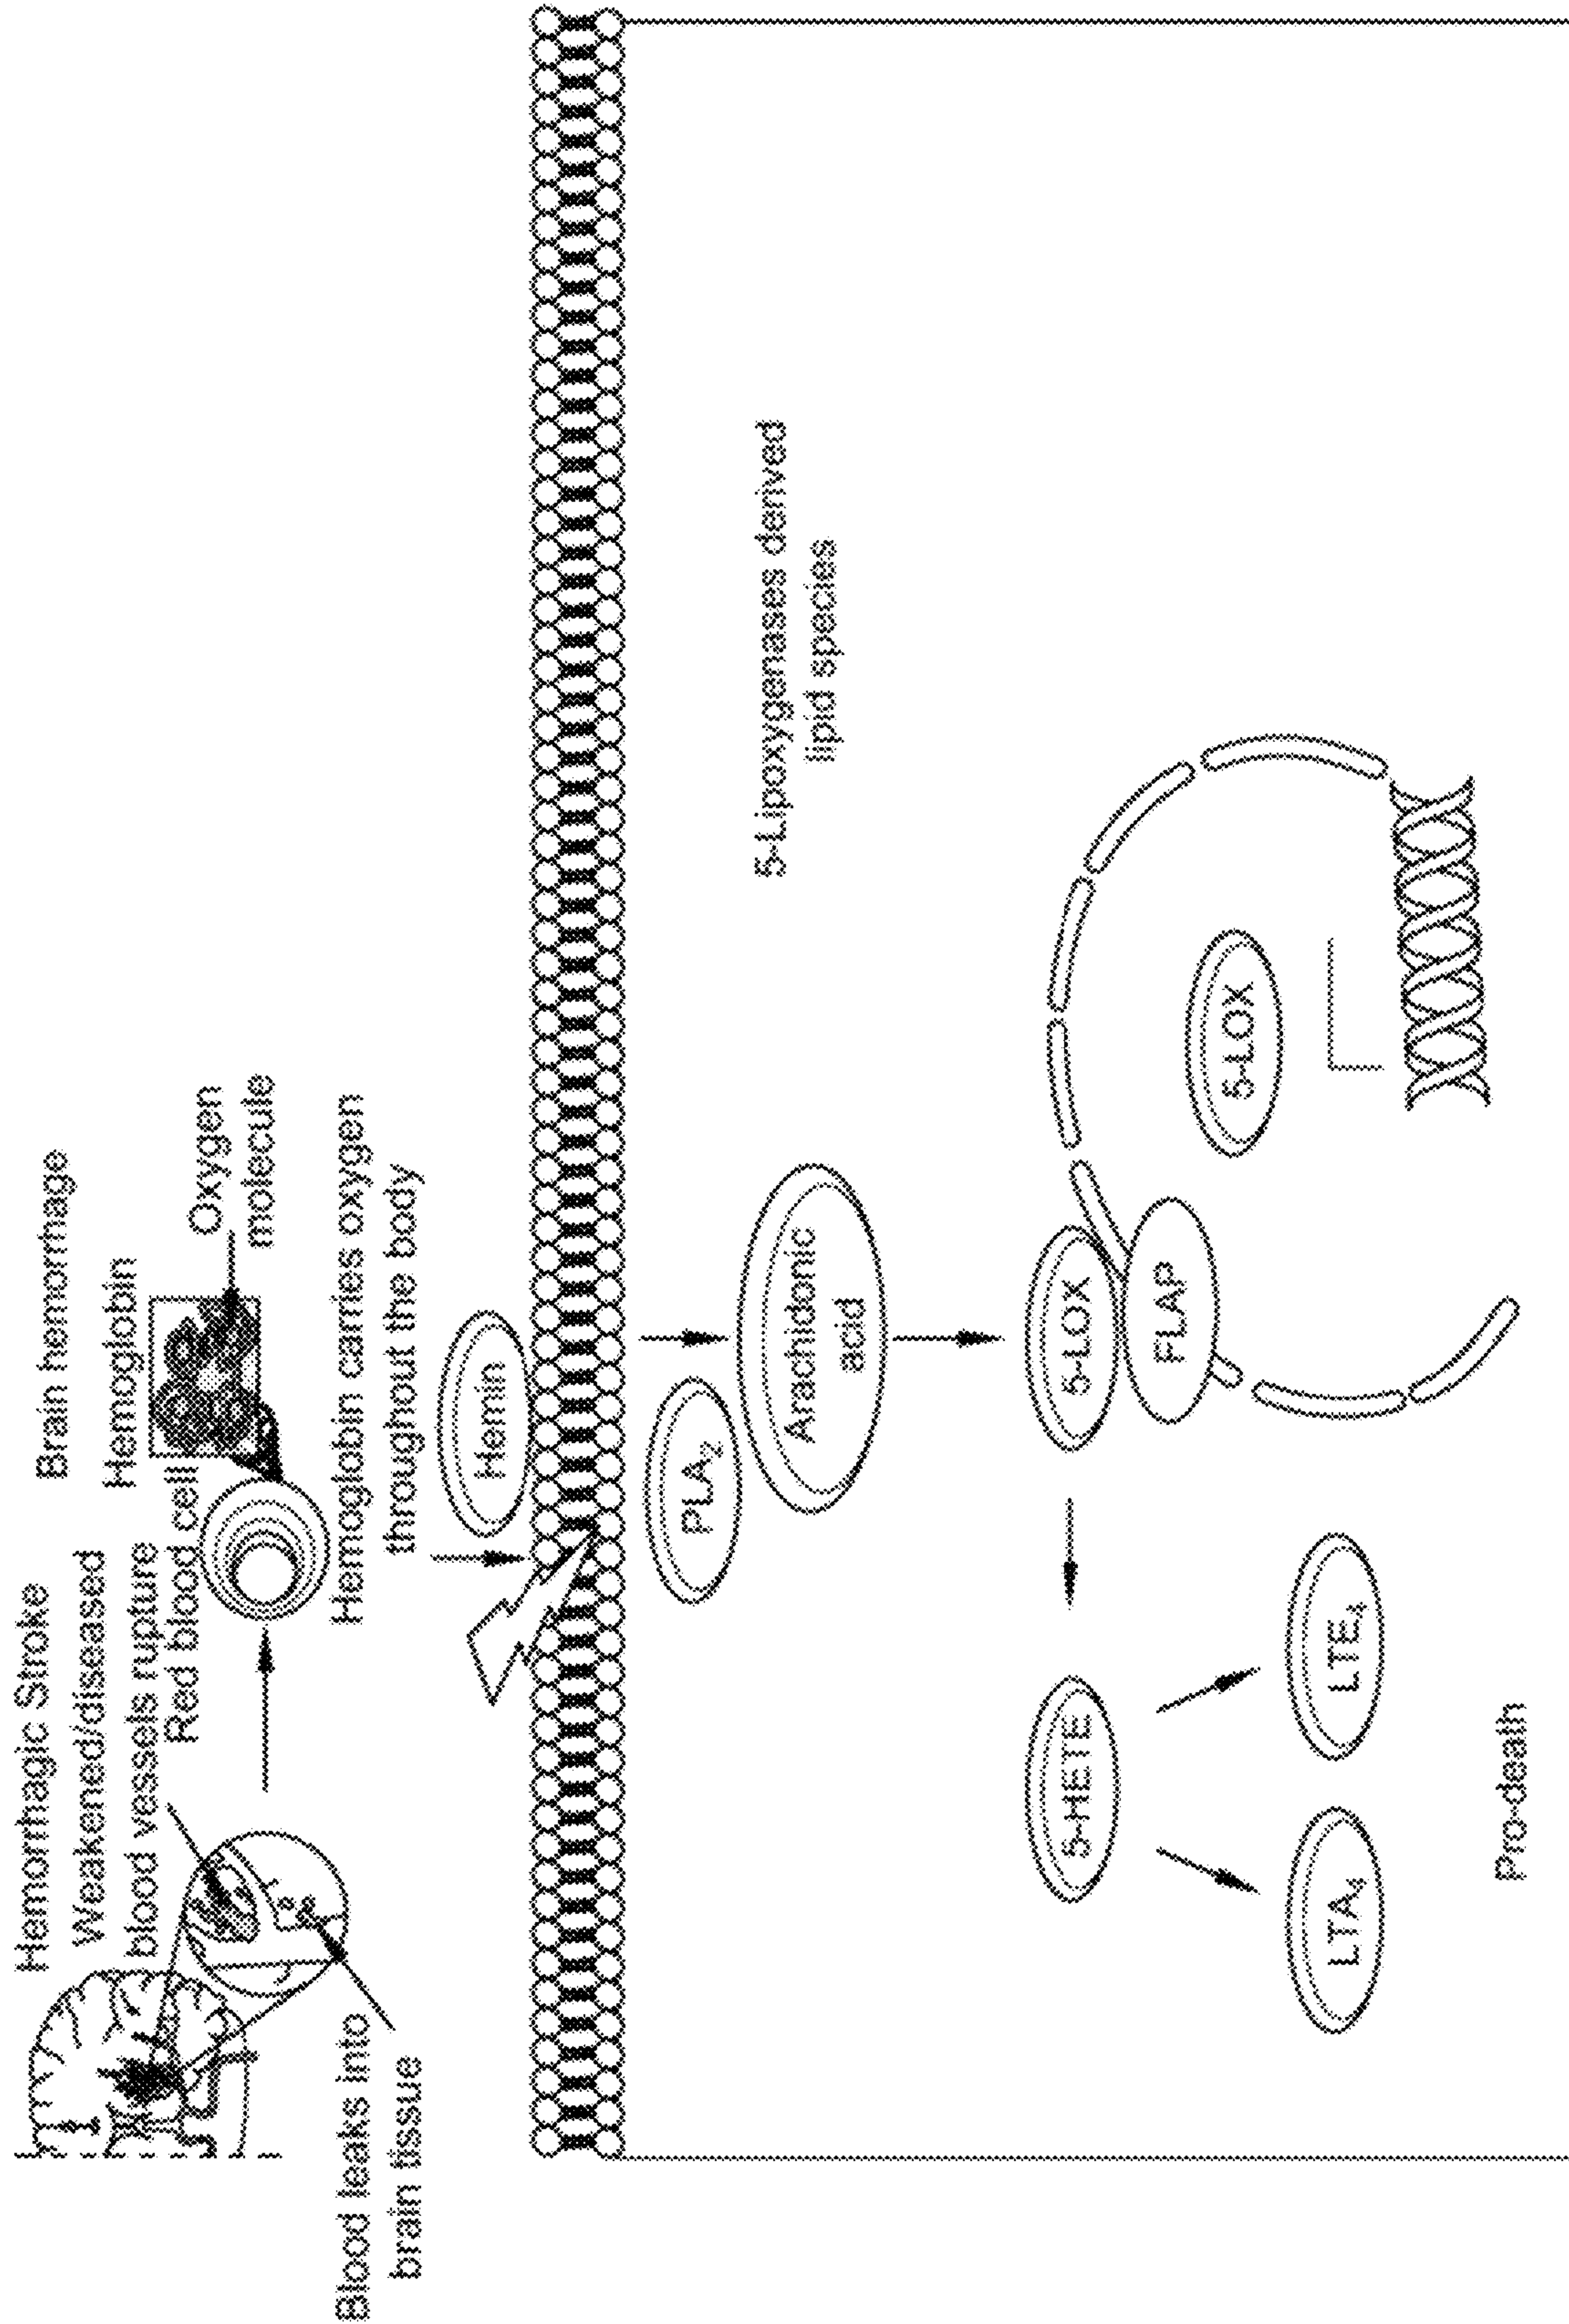 Hemorrhagic Stroke
Weakened/diseased
blood vessels rupture
Blood leaks into
brain tissue
Brain hemorrhage
Hemoglobin
Red blood cell
Oxygen
molecule
Hemoglobin carries oxygen
throughout the body
Hemin
PLA₂
Arachidonic
acid
5-Lipoxygenases derived
lipid species
5-HETE
5-LOX
FLAP
5-LOX
LTA₄
LTE₄
Pro-death